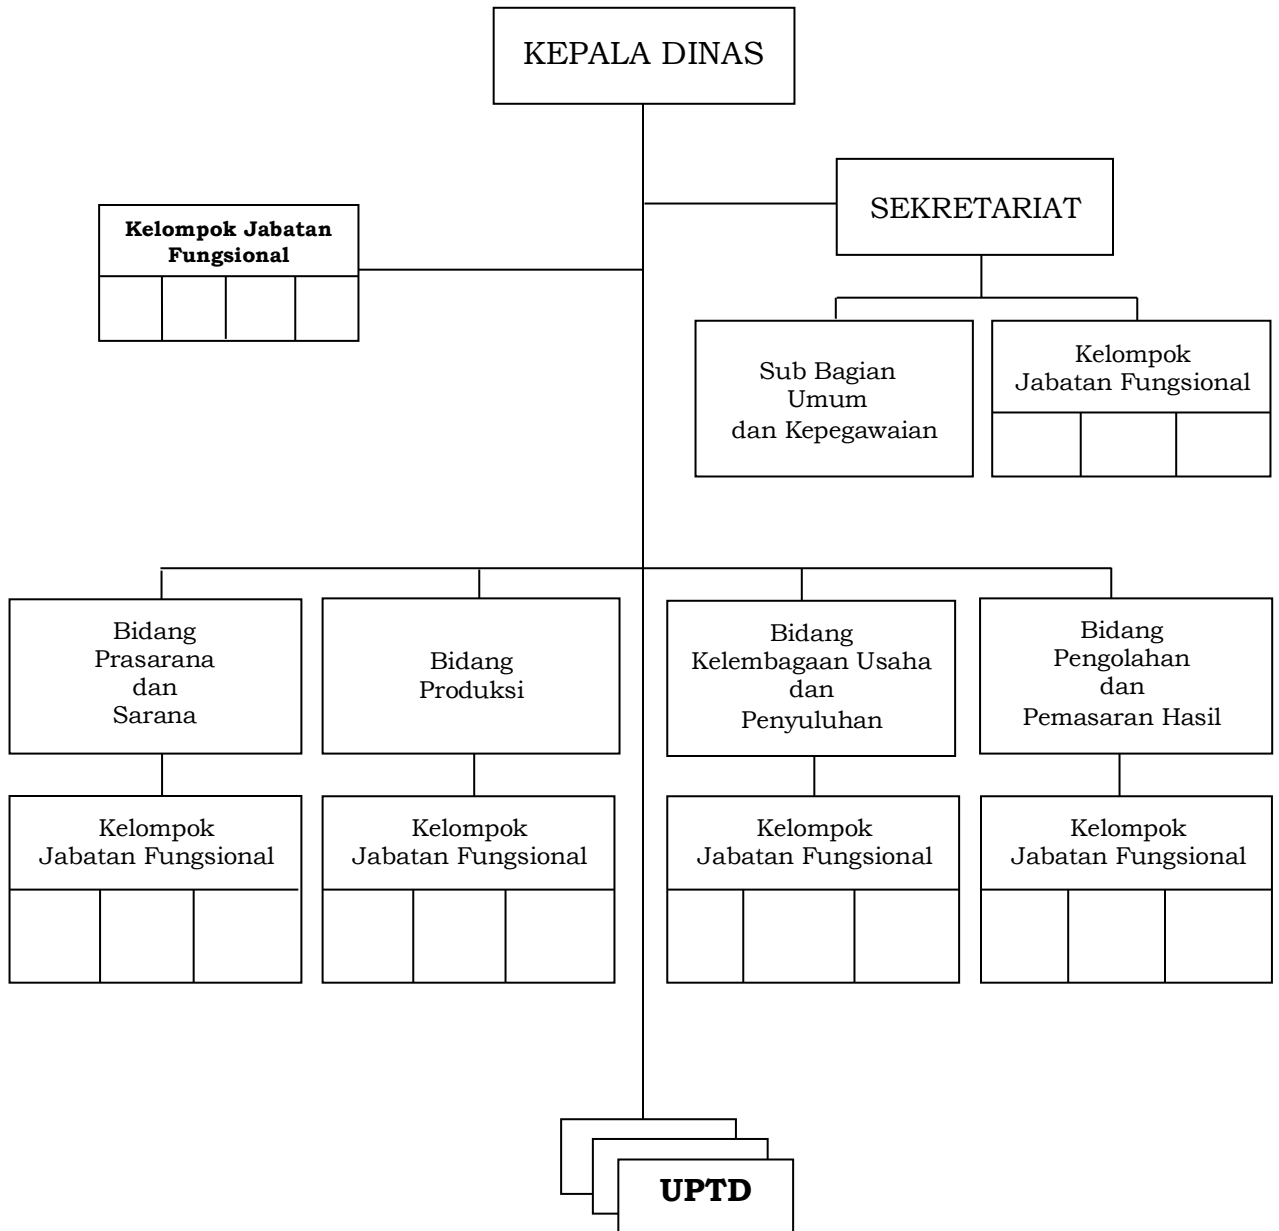 KEPALA DINAS
SEKRETARIAT
Kelompok Jabatan
Fungsional
Sub Bagian
Umum
dan Kepegawaian
Kelompok
Jabatan Fungsional
Bidang
Prasarana
dan
Sarana
Bidang
Produksi
Bidang
Kelembagaan Usaha
dan
Penyuluhan
Bidang
Pengolahan
dan
Pemasaran Hasil
Kelompok
Jabatan Fungsional
Kelompok
Jabatan Fungsional
Kelompok
Jabatan Fungsional
Kelompok
Jabatan Fungsional
UPTD